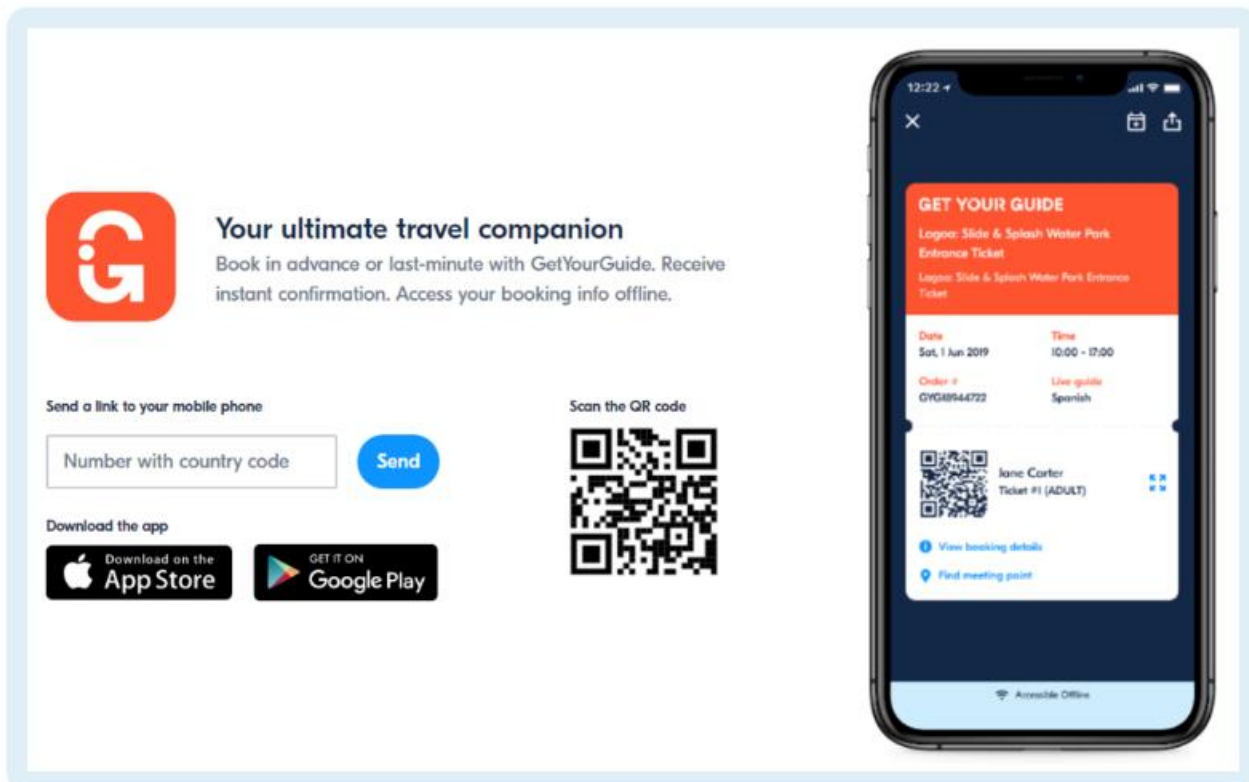 Your ultimate travel companion
Book in advance or last-minute with GetYourGuide. Receive
instant confirmation. Access your booking info offline.
Send a link to your mobile phone
Number with country code
Send
Download the app
Download on the
App Store
GET IT ON
Google Play
Scan the QR code
12:22
GET YOUR GUIDE
Lagoa: Slide & Splash Water Park
Entrance Ticket
Lagoa: Slide & Splash Water Park Entrance
Ticket
Date
Time
Sat, 1 Jun 2019
10:00 - 17:00
Order #
Live guide
Spanish
Jane Carter
Ticket #1 (ADULT)
View booking details
Find meeting point
Accessible Offline